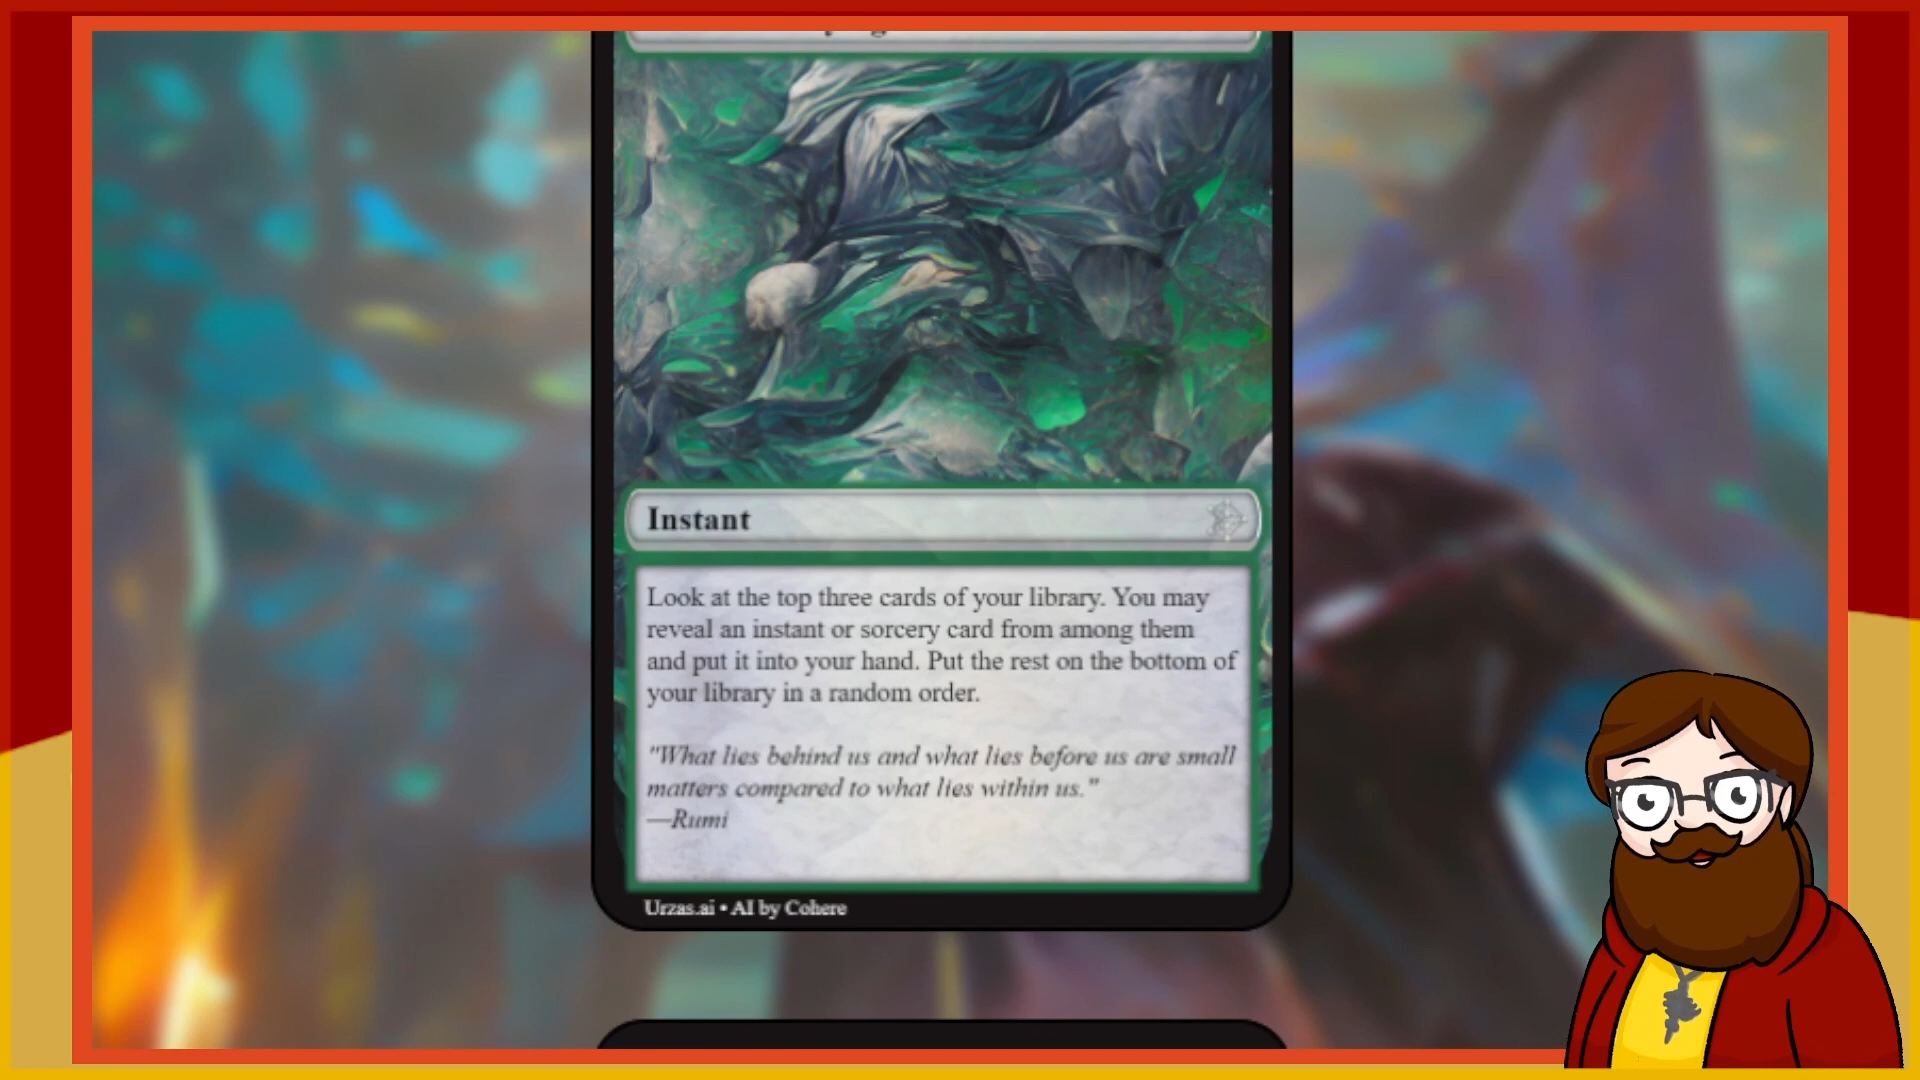 Instant
Look at the top three cards of your library. You may
reveal an instant or sorcery card from among them
and put it into your hand. Put the rest on the bottom of
your library in a random order.
"What lies behind us and what lies before us are small
matters compared to what lies within us."
—Rumi
Urzas.ai • AI by Cohere